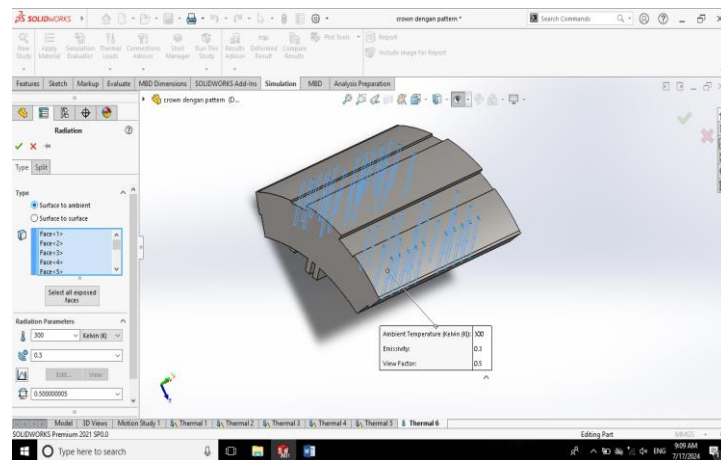 SOLIDWORKS
crown dengan pattern *
Search Commands
New Study
Apply Material
Simulation Evaluator
Thermal Loads
Connections Advisor
Shell Manager
Run This Study
Results Advisor
Deformed Result
Compare Results
Plot Tools
Report
Include Image for Report
Features Sketch Markup Evaluate MBD Dimensions SOLIDWORKS Add-Ins Simulation MBD Analysis Preparation
crown dengan pattern (D...
Radiation
Type Split
Type
Surface to ambient
Surface to surface
Face<1>
Face<2>
Face<3>
Face<4>
Face<5>
Select all exposed faces
Radiation Parameters
300 Kelvin (K)
0.3
Edit... View
0.500000005
Ambient Temperature (Kelvin (K)): 300
Emissivity: 0.3
View Factor: 0.5
Model 3D Views Motion Study 1 Thermal 1 Thermal 2 Thermal 3 Thermal 4 Thermal 5 Thermal 6
SOLIDWORKS Premium 2021 SP0.0
Editing Part MMGS
Type here to search
ENG
9:09 AM
7/17/2024